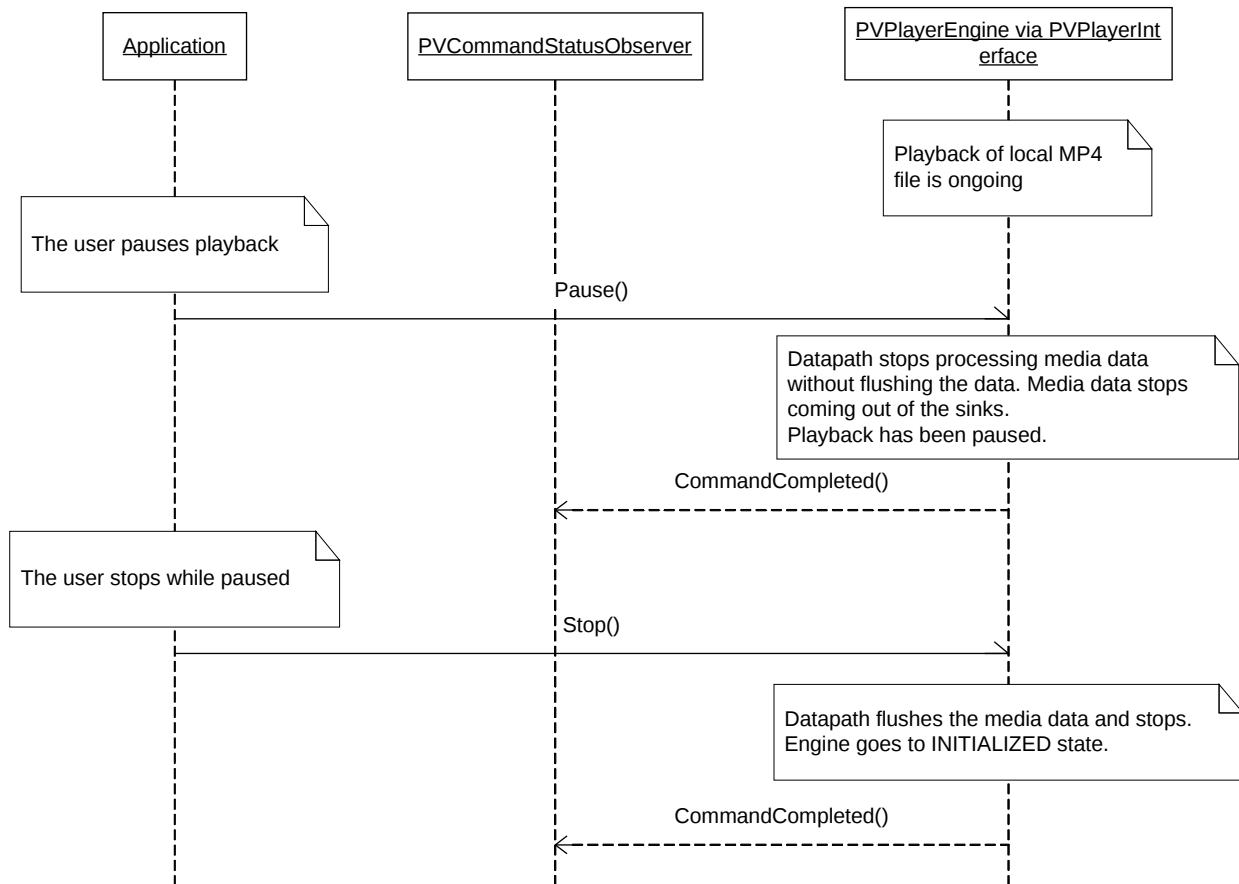 Application
PVCommandStatusObserver
PVPlayerEngine via PVPlayerInt
erface
Playback of local MP4
file is ongoing
The user pauses playback
Pause()
Datapath stops processing media data
without flushing the data. Media data stops
coming out of the sinks.
Playback has been paused.
CommandCompleted()
The user stops while paused
Stop()
Datapath flushes the media data and stops.
Engine goes to INITIALIZED state.
CommandCompleted()